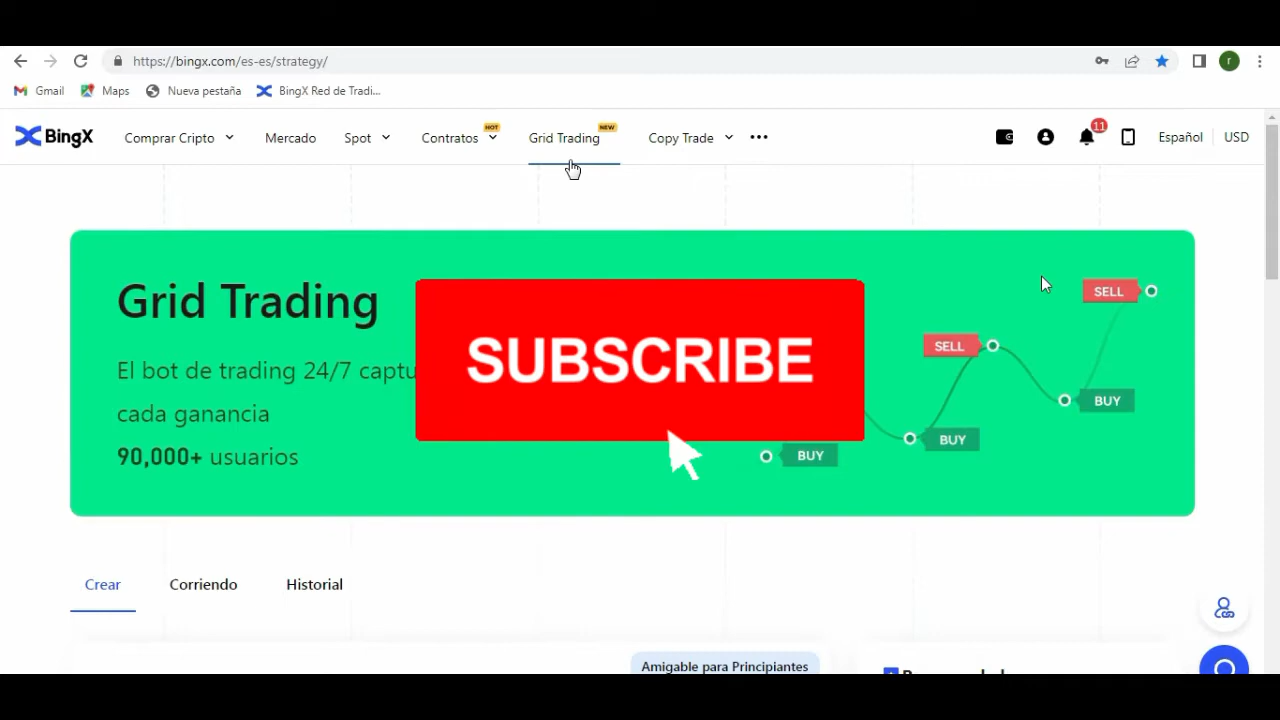 https://bingx.com/es-es/strategy/
r
Gmail
Maps
Nueva pestaña
BingX Red de Tradi...
BingX
Comprar Cripto
Mercado
Spot
Contratos
HOT
Grid Trading
NEW
Copy Trade
11
Español
USD
Grid Trading
El bot de trading 24/7
cada ganancia
90,000+ usuarios
SUBSCRIBE
SELL
SELL
BUY
BUY
BUY
Crear
Corriendo
Historial
Amigable para Principiantes